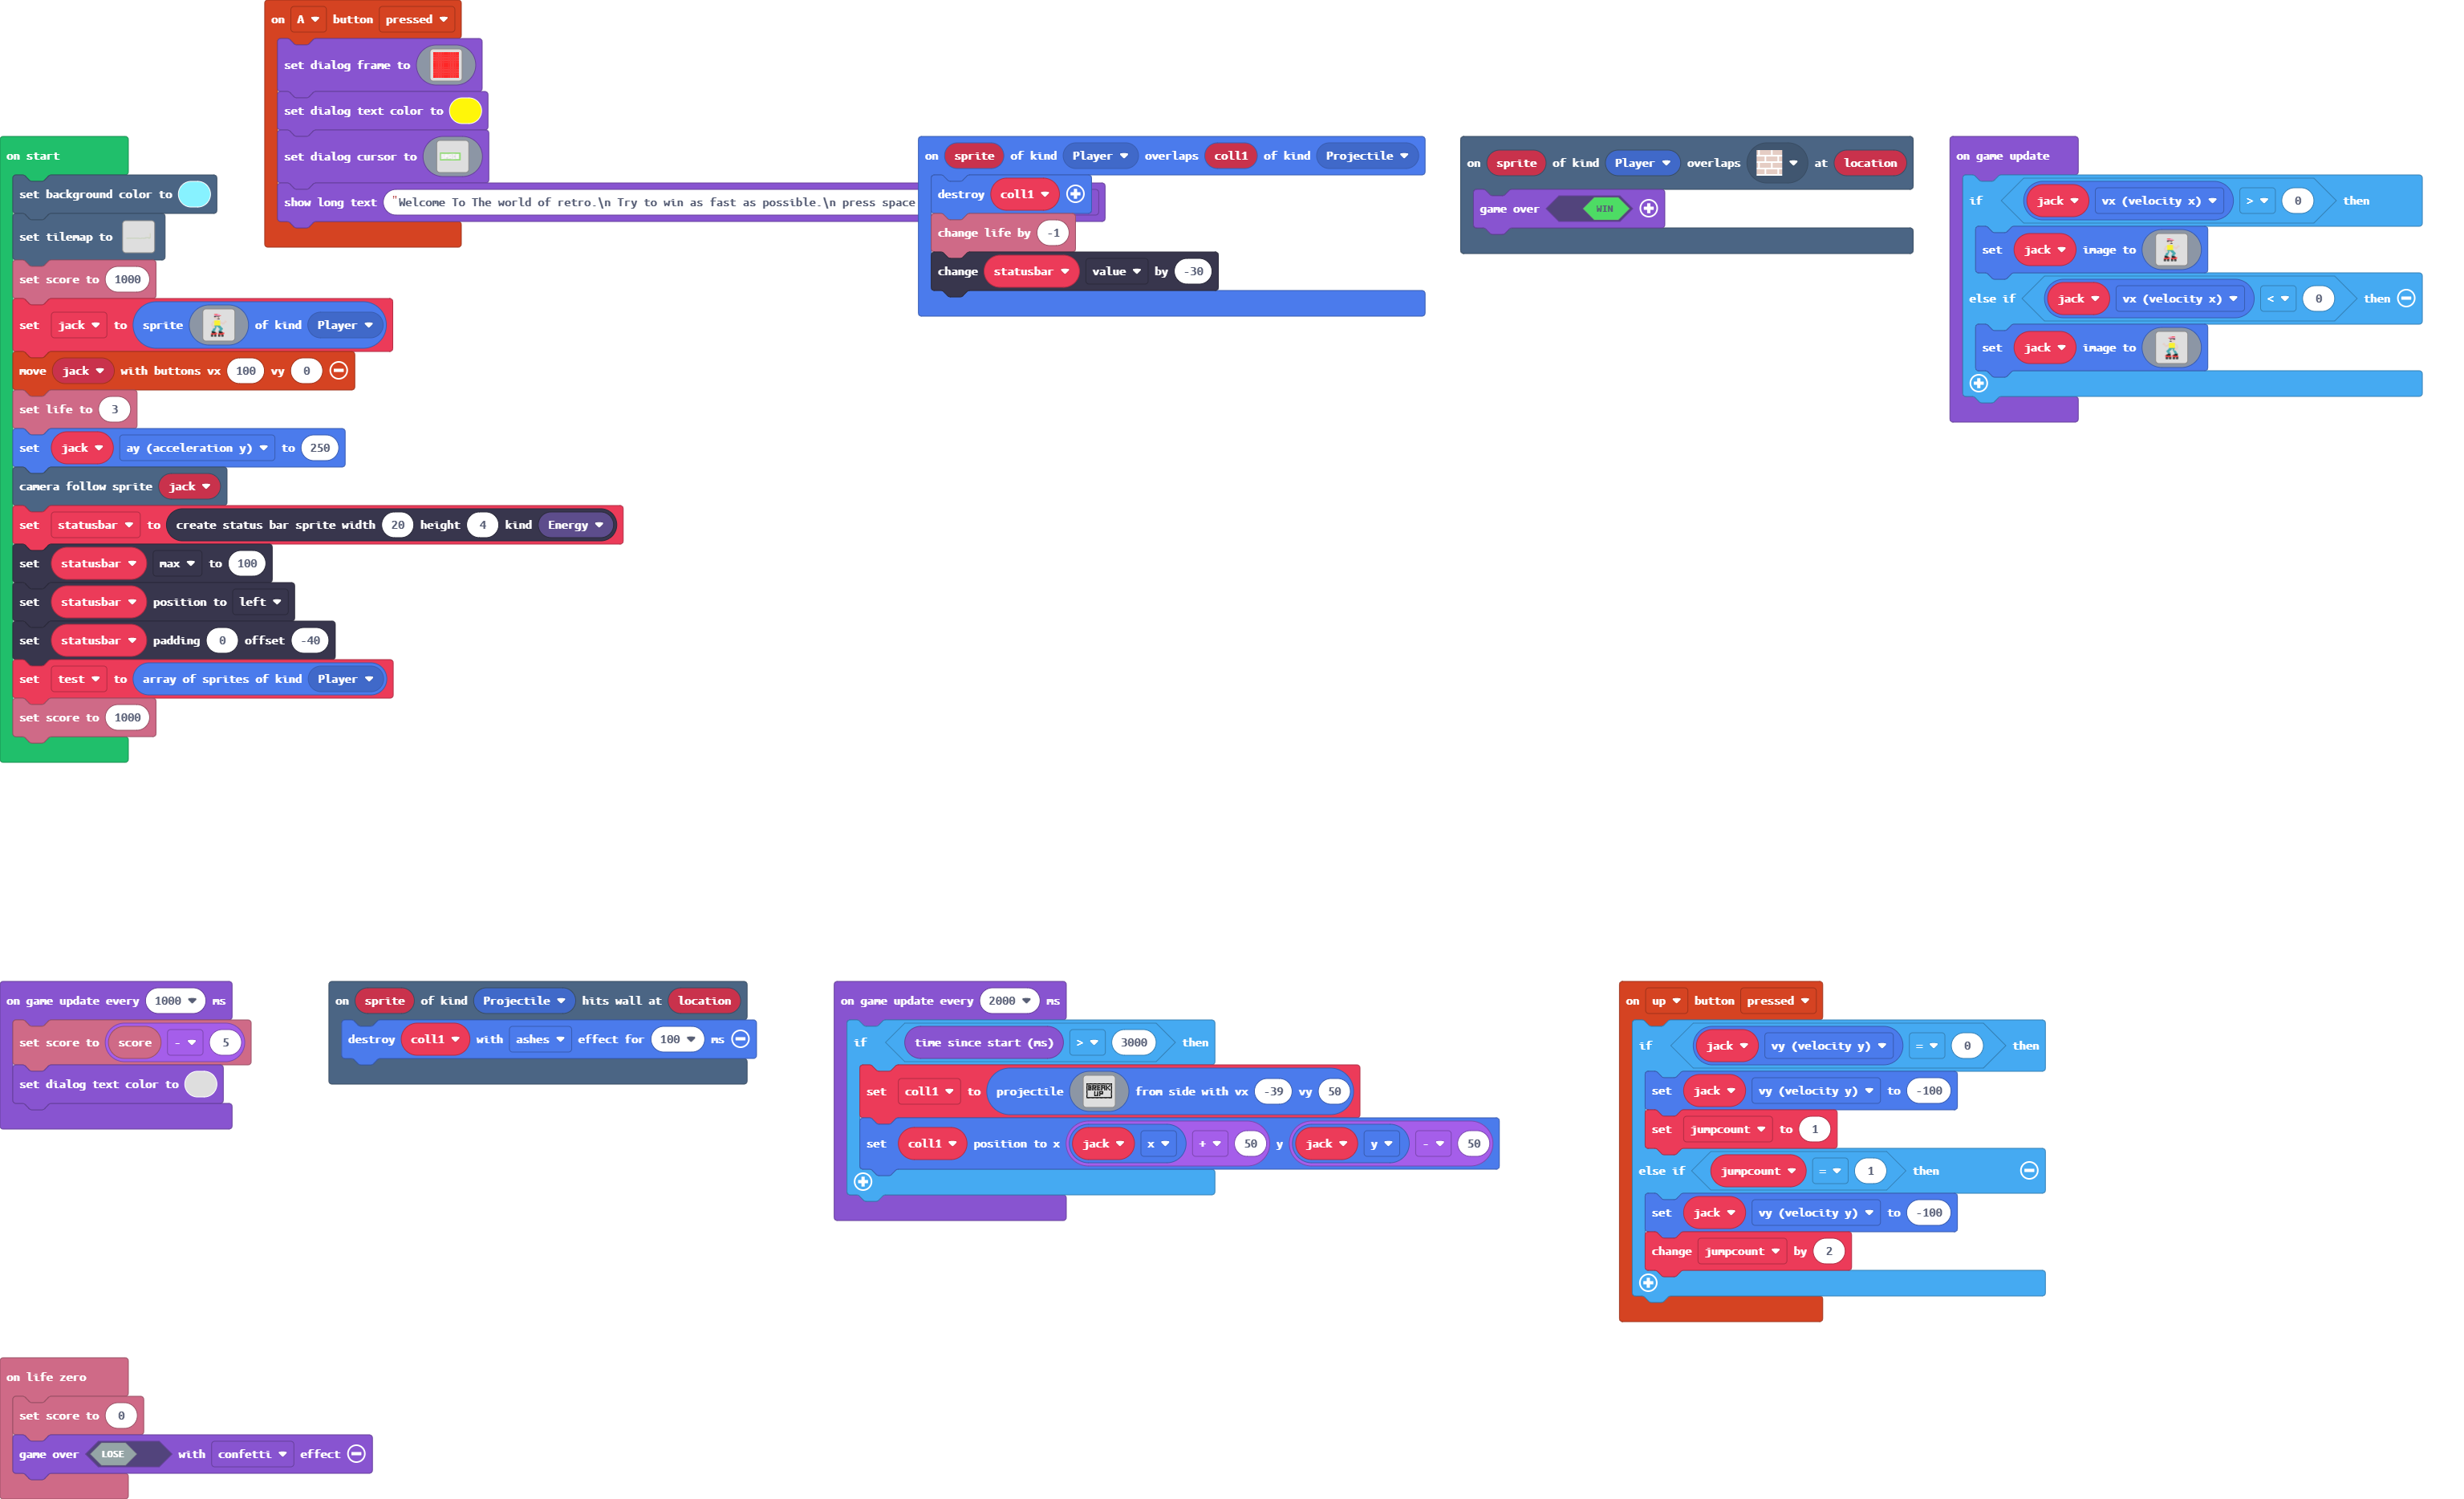 on A button pressed
set dialog frame to
set dialog text color to
set dialog cursor to
show long text "Welcome To The world of retro.\n Try to win as fast as possible.\n press space
on start
set background color to
set tilemap to
set score to 1000
set jack to sprite of kind Player
move jack with buttons vx 100 vy 0
set life to 3
set jack ay (acceleration y) to 250
camera follow sprite jack
set statusbar to create status bar sprite width 20 height 4 kind Energy
set statusbar max to 100
set statusbar position to left
set statusbar padding 0 offset -40
set test to array of sprites of kind Player
set score to 1000
on sprite of kind Player overlaps coll1 of kind Projectile
destroy coll1
change life by -1
change statusbar value by -30
on sprite of kind Player overlaps at location
game over WIN
on game update
if jack vx (velocity x) > 0 then
set jack image to
else if jack vx (velocity x) < 0 then
set jack image to
on game update every 1000 ms
set score to score - 5
set dialog text color to
on sprite of kind Projectile hits wall at location
destroy coll1 with ashes effect for 100 ms
on game update every 2000 ms
if time since start (ms) > 3000 then
set coll1 to projectile BREAK UP from side with vx -39 vy 50
set coll1 position to x jack x + 50 y jack y - 50
on up button pressed
if jack vy (velocity y) = 0 then
set jack vy (velocity y) to -100
set jumpcount to 1
else if jumpcount = 1 then
set jack vy (velocity y) to -100
change jumpcount by 2
on life zero
set score to 0
game over LOSE with confetti effect